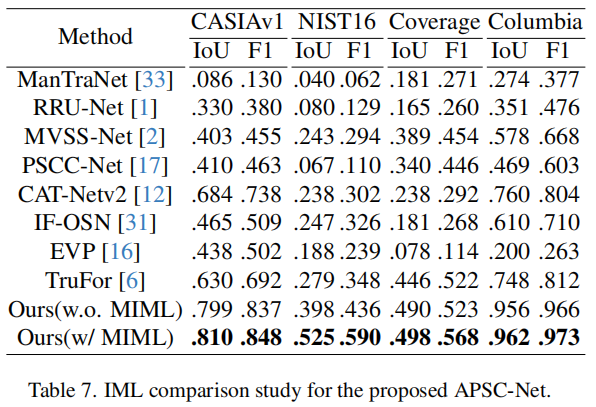 Method CASIAv1 NIST16 Coverage Columbia
IoU F1 IoU F1 IoU F1 IoU F1
ManTraNet [33] .086 .130 .040 .062 .181 .271 .274 .377
RRU-Net [1] .330 .380 .080 .129 .165 .260 .351 .476
MVSS-Net [2] .403 .455 .243 .294 .389 .454 .578 .668
PSCC-Net [17] .410 .463 .067 .110 .340 .446 .469 .603
CAT-Netv2 [12] .684 .738 .238 .302 .238 .292 .760 .804
IF-OSN [31] .465 .509 .247 .326 .181 .268 .610 .710
EVP [16] .438 .502 .188 .239 .078 .114 .200 .263
TruFor [6] .630 .692 .279 .348 .446 .522 .748 .812
Ours(w.o. MIML) .799 .837 .398 .436 .490 .523 .956 .966
Ours(w/ MIML) .810 .848 .525 .590 .498 .568 .962 .973
Table 7. IML comparison study for the proposed APSC-Net.